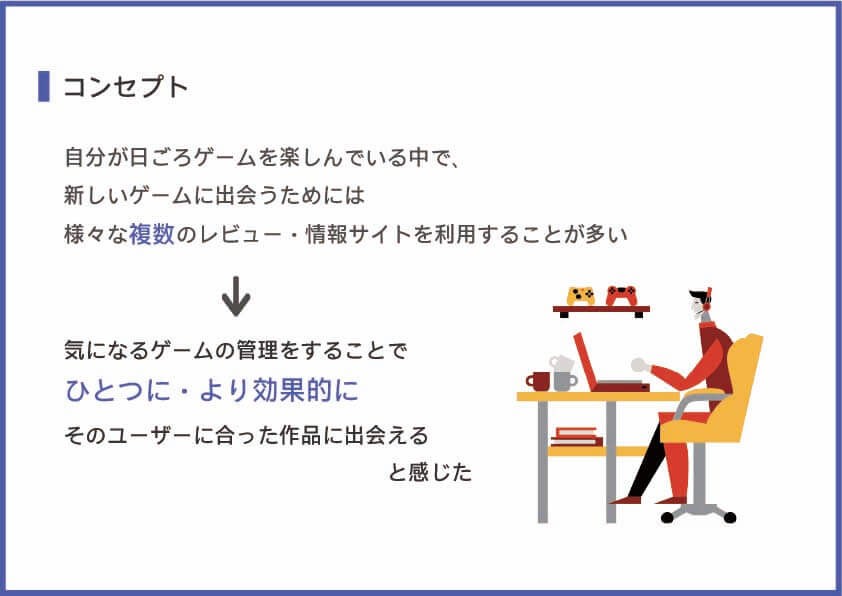 コンセプト
自分が日ごろゲームを楽しんでいる中で、
新しいゲームに出会うためには
様々な複数のレビュー・情報サイトを利用することが多い
気になるゲームの管理をすることで
ひとつに・より効果的に
そのユーザーに合った作品に出会える
と感じた